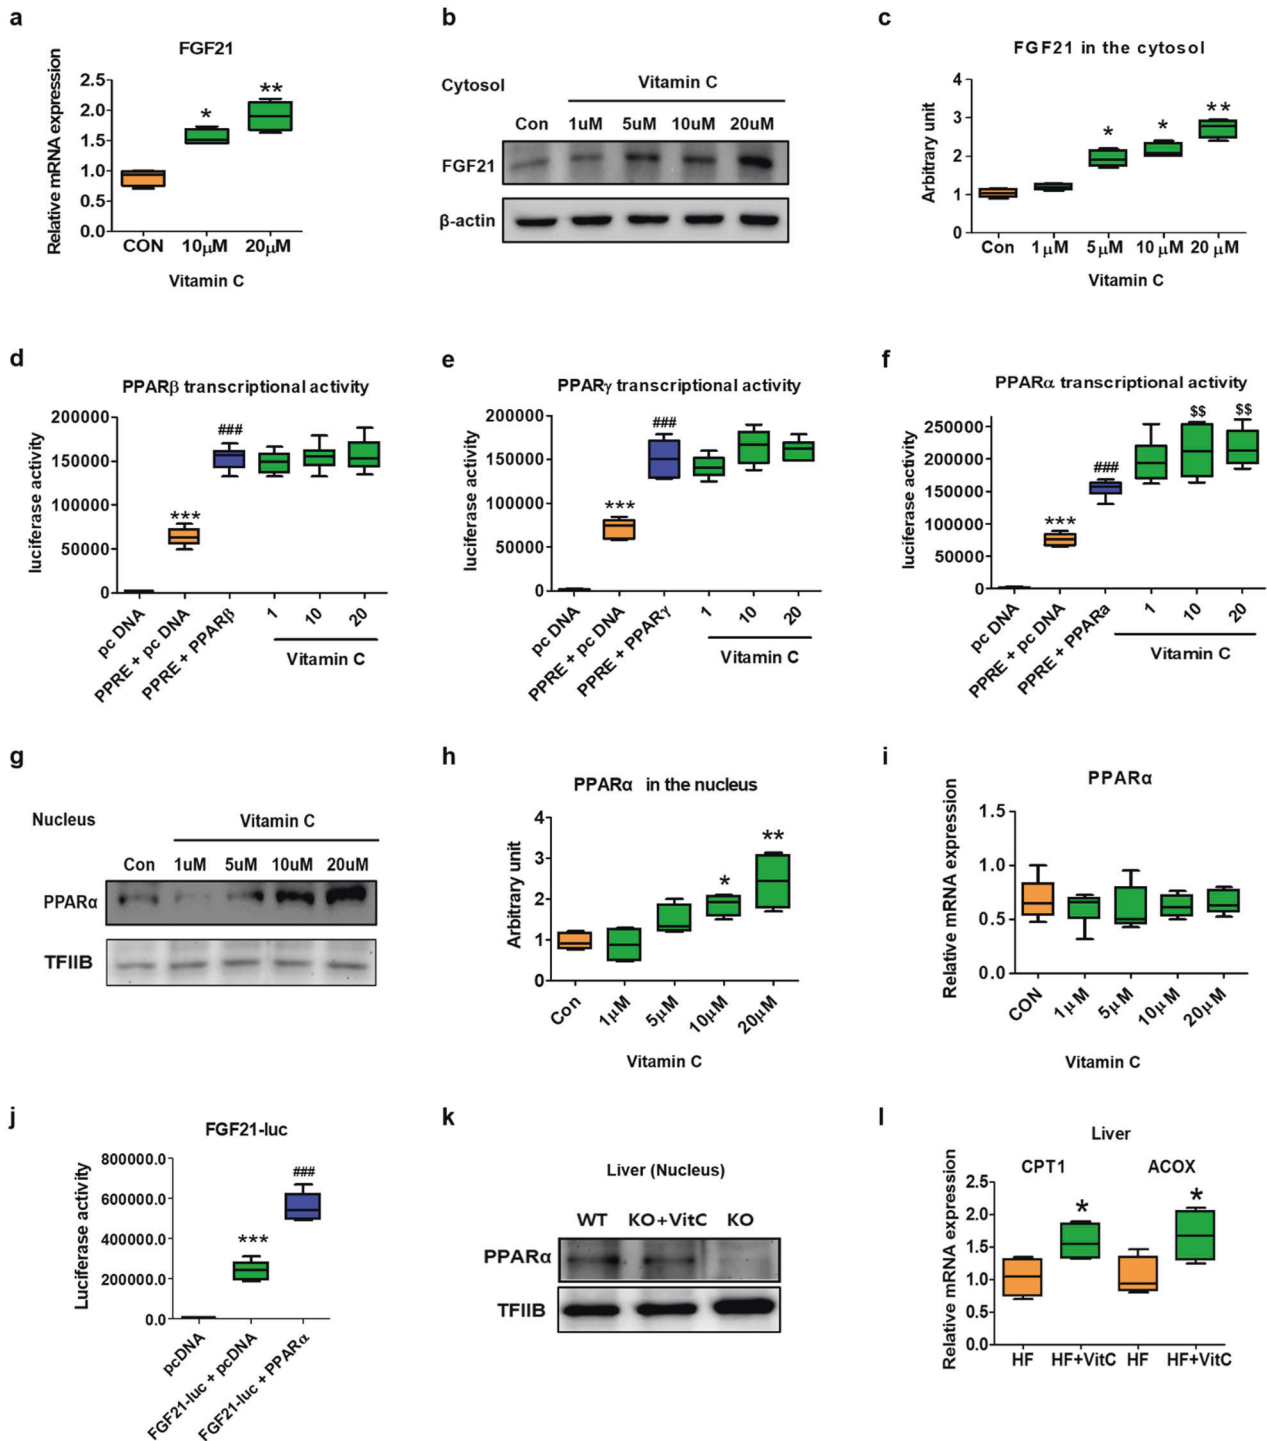 a
FGF21
Relative mRNA expression
2.5
2.0
1.5
1.0
0.5
0.0
*
**
CON 10μM 20μM
Vitamin C
b
Cytosol
Vitamin C
Con 1uM 5uM 10uM 20uM
FGF21
β-actin
c
FGF21 in the cytosol
Arbitrary unit
4
3
2
1
0
*
*
**
Con 1μM 5μM 10μM 20 μM
Vitamin C
d
PPARβ transcriptional activity
luciferase activity
200000
150000
100000
50000
0
***
###
pc DNA
PPRE + pc DNA
PPRE + PPARβ
1 10 20
Vitamin C
e
PPARγ transcriptional activity
luciferase activity
200000
150000
100000
50000
0
***
###
pc DNA
PPRE + pc DNA
PPRE + PPARγ
1 10 20
Vitamin C
f
PPARα transcriptional activity
luciferase activity
250000
200000
150000
100000
50000
0
***
###
$$ $$
pc DNA
PPRE + pc DNA
PPRE + PPARa
1 10 20
Vitamin C
g
Nucleus
Vitamin C
Con 1uM 5uM 10uM 20uM
PPARα
TFIIB
h
PPARα in the nucleus
Arbitrary unit
4
3
2
1
0
*
**
Con 1μM 5μM 10μM 20μM
Vitamin C
i
PPARα
Relative mRNA expression
1.5
1.0
0.5
0.0
CON 1μM 5μM 10μM 20μM
Vitamin C
j
FGF21-luc
Luciferase activity
800000.0
600000.0
400000.0
200000.0
0.0
***
###
pcDNA
FGF21-luc + pcDNA
FGF21-luc + PPARα
k
Liver (Nucleus)
WT KO+VitC KO
PPARα
TFIIB
l
Liver
CPT1 ACOX
Relative mRNA expression
2.5
2.0
1.5
1.0
0.5
0.0
*
*
HF HF+VitC HF HF+VitC